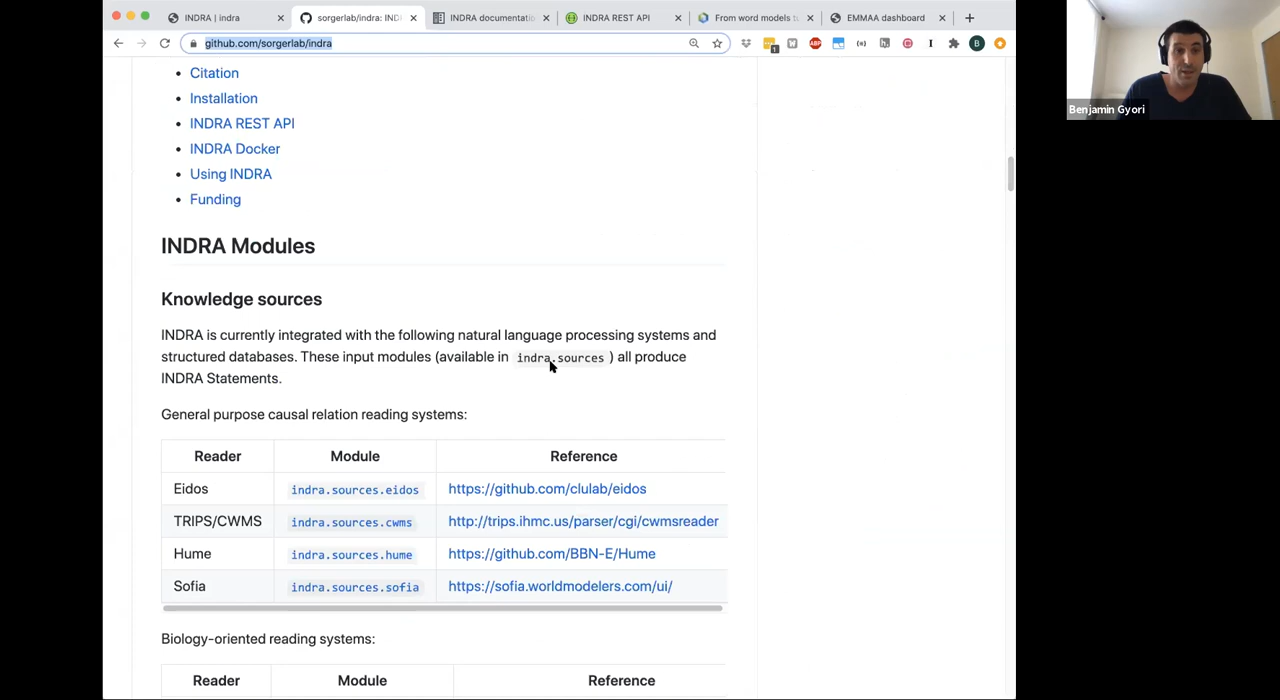 INDRA | indra
sorgerlab/indra: IND
INDRA documentatio
INDRA REST API
From word models t
EMMAA dashboard
github.com/sorgerlab/indra
Benjamin Gyori
Citation
Installation
INDRA REST API
INDRA Docker
Using INDRA
Funding
INDRA Modules
Knowledge sources
INDRA is currently integrated with the following natural language processing systems and
structured databases. These input modules (available in indra.sources ) all produce
INDRA Statements.
General purpose causal relation reading systems:
Reader Module Reference
Eidos indra.sources.eidos https://github.com/clulab/eidos
TRIPS/CWMS indra.sources.cwms http://trips.ihmc.us/parser/cgi/cwmsreader
Hume indra.sources.hume https://github.com/BBN-E/Hume
Sofia indra.sources.sofia https://sofia.worldmodelers.com/ui/
Biology-oriented reading systems:
Reader Module Reference